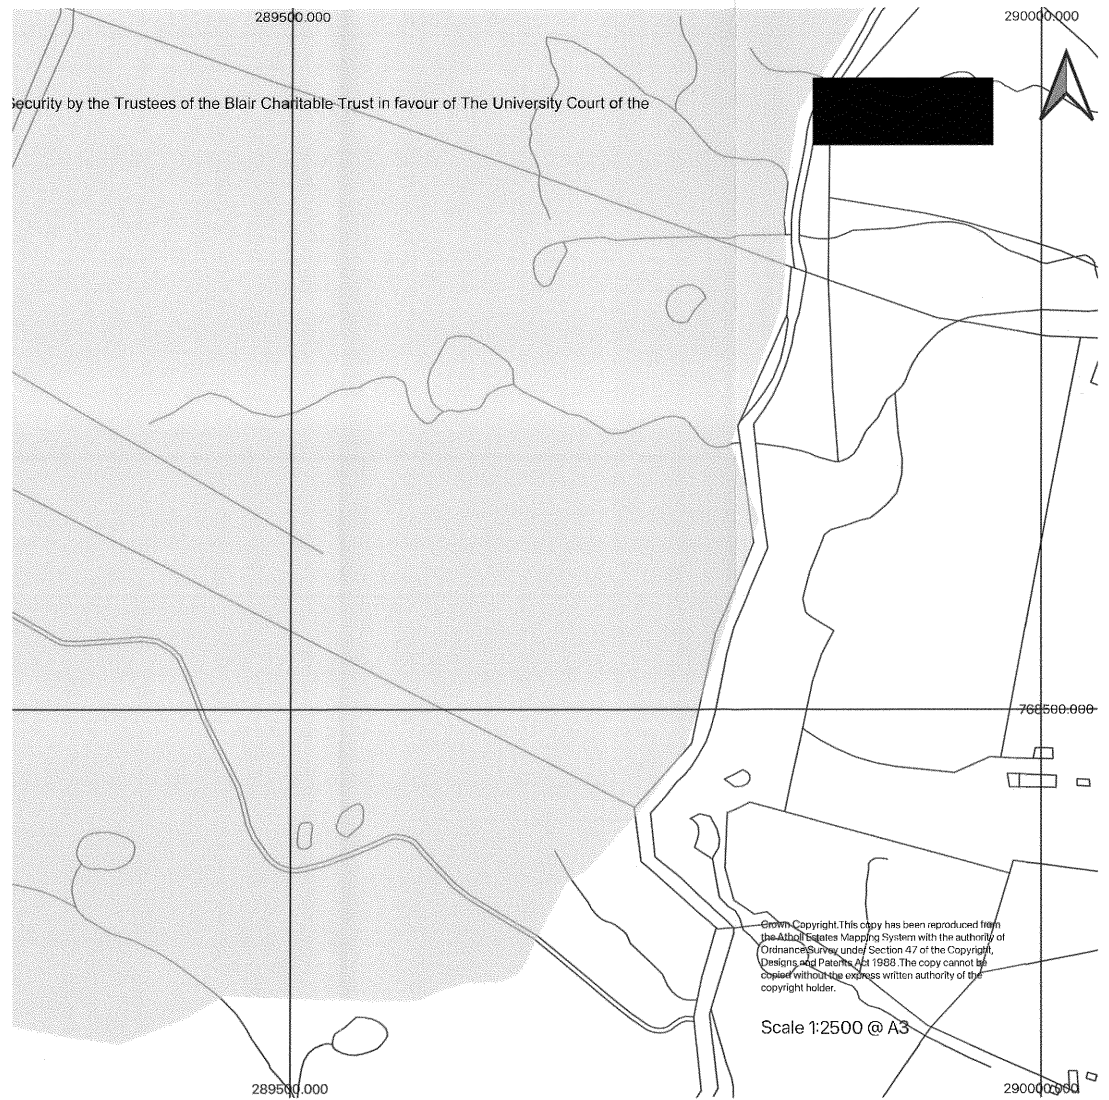 289500.000
290000.000
Security by the Trustees of the Blair Charitable Trust in favour of The University Court of the
768500.000
Crown Copyright.This copy has been reproduced from
the Atholl Estates Mapping System with the authority of
Ordnance Survey under Section 47 of the Copyright,
Designs and Patents Act 1988.The copy cannot be
copied without the express written authority of the
copyright holder.
Scale 1:2500 @ A3
289500.000
290000.000